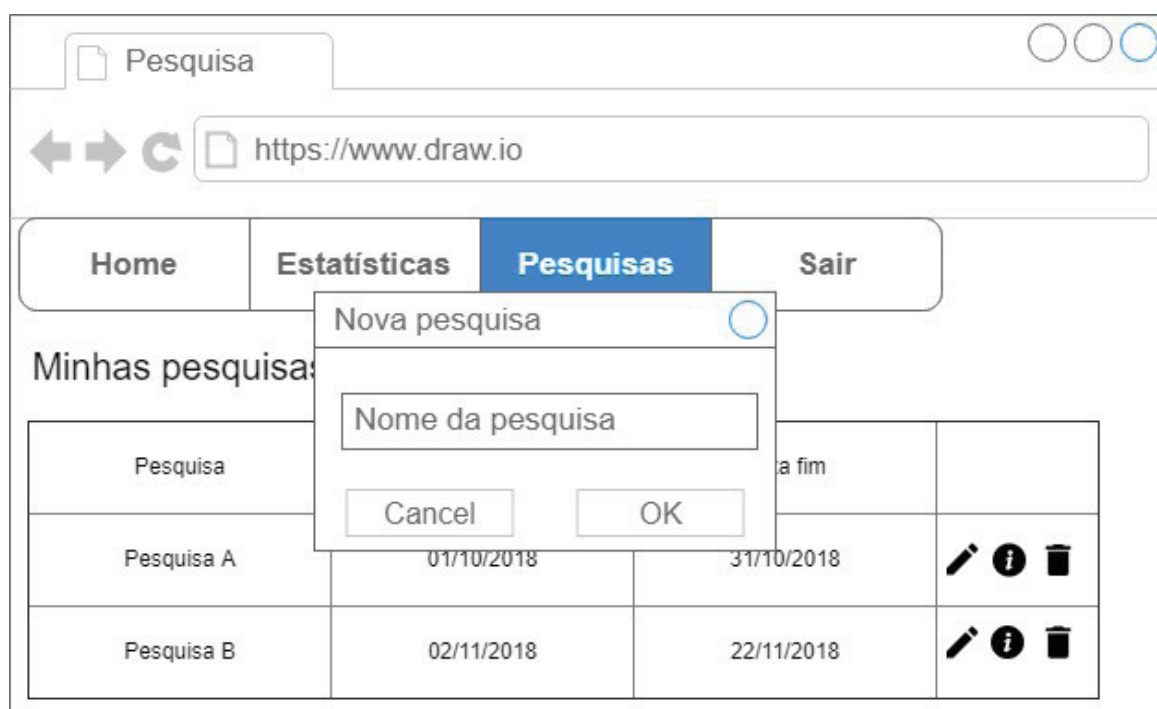 Pesquisa
https://www.draw.io
Home Estatísticas Pesquisas Sair
Nova pesquisa
Minhas pesquisas
Nome da pesquisa
Pesquisa fim
Cancel OK
Pesquisa A 01/10/2018 31/10/2018
Pesquisa B 02/11/2018 22/11/2018